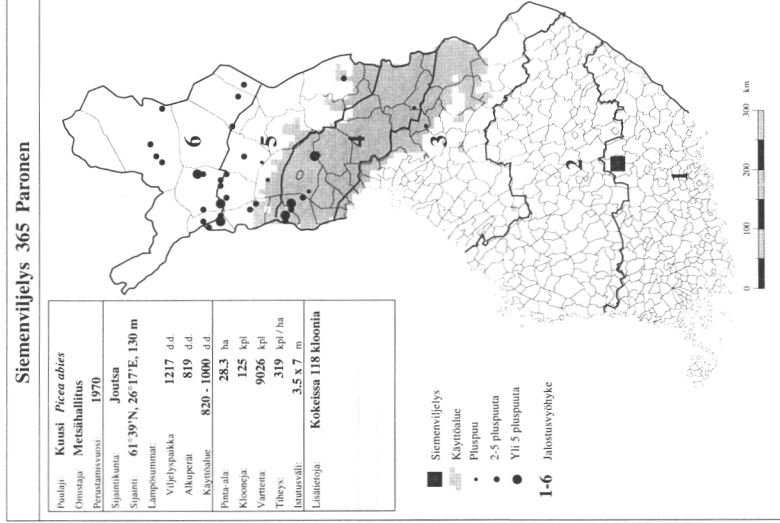 Siemenviljelys 365 Paronen
Puulaji: Kuusi Picea abies
Omistaja: Metsähallitus
Perustamisvuosi: 1970
Sijaintikunta: Joutsa
Sijainti: 61°39'N, 26°17'E, 130 m
Lämpösummat:
Viljelyspaikka 1217 d.d.
Alkuperät 819 d.d.
Käyttöalue 820 - 1000 d.d.
Pinta-ala: 28.3 ha
Klooneja: 125 kpl
Vartteita: 9026 kpl
Tiheys: 319 kpl / ha
Istutusväli: 3.5 x 7 m
Lisätietoja: Kokeissa 118 kloonia
Siemenviljelys
Käyttöalue
Pluspuu
2-5 pluspuuta
Yli 5 pluspuuta
1-6 Jalostusvyöhyke
6
5
4
3
2
1
0 100 200 300 km